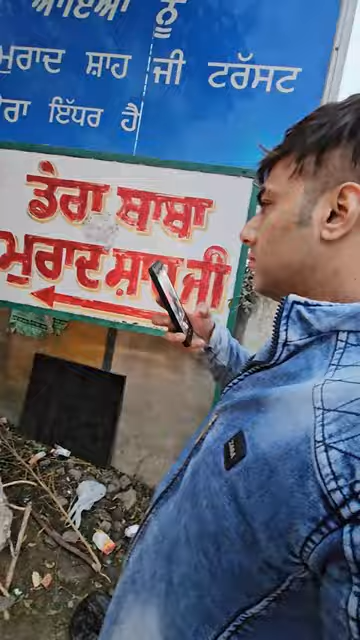 ਆਇਆਂ ਨੂੰ
ਮੁਰਾਦ ਸ਼ਾਹ ਜੀ ਟਰੱਸਟ
ਇੱਧਰ ਹੈ
ਡੇਰਾ ਬਾਬਾ
ਮੁਰਾਦ ਸ਼ਾਹ ਜੀ